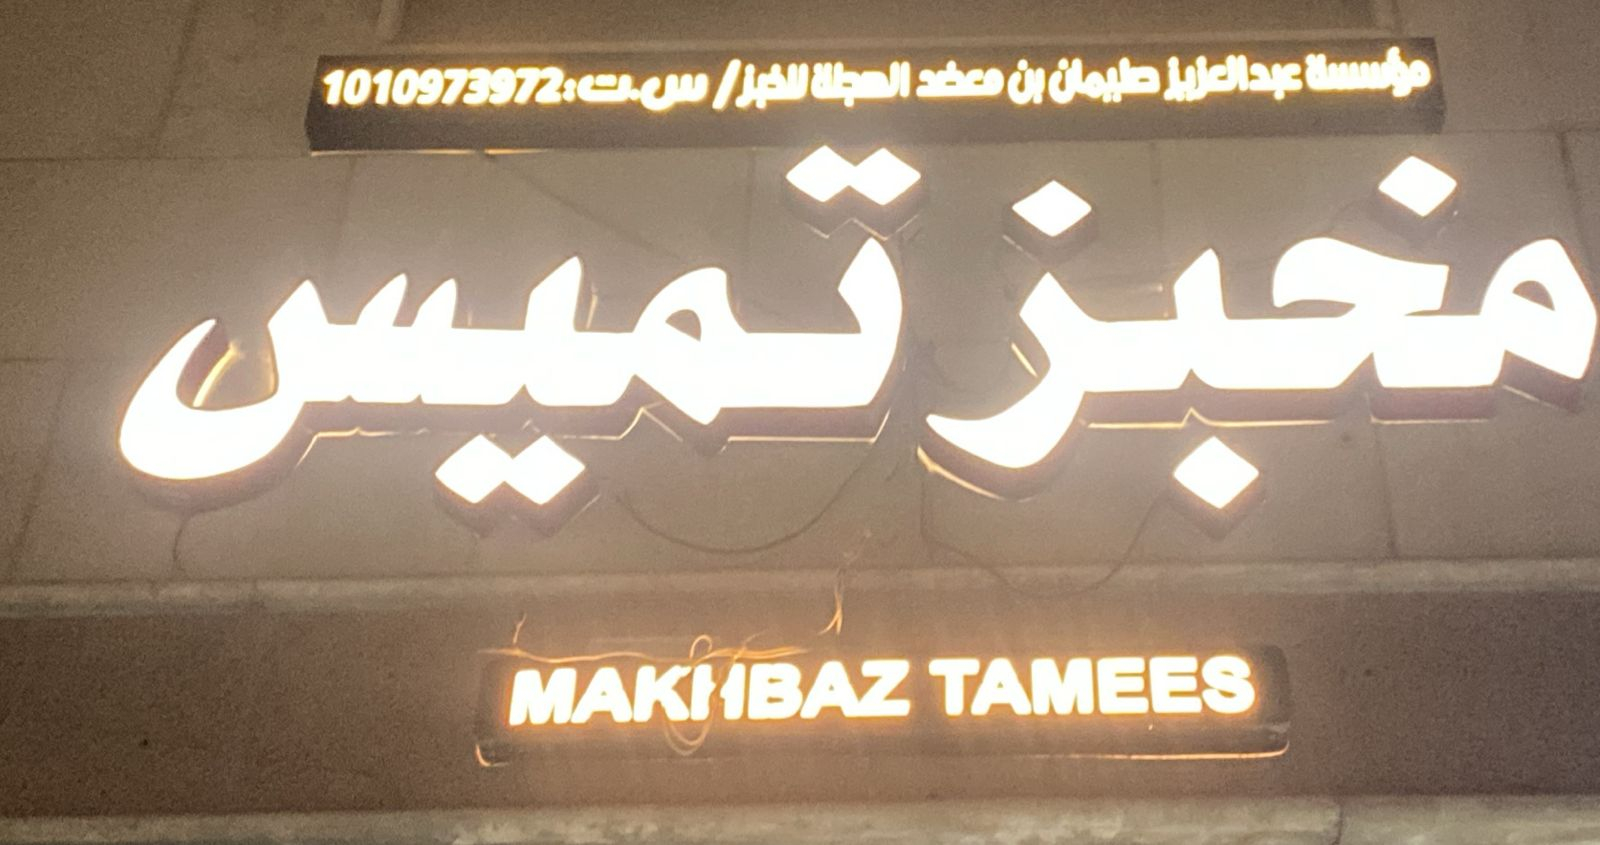 مؤسسة عبدالعزيز سليمان بن معضد العجلة للخبز/ س.ت:1010973972
مخبز تميس
MAKHBAZ TAMEES